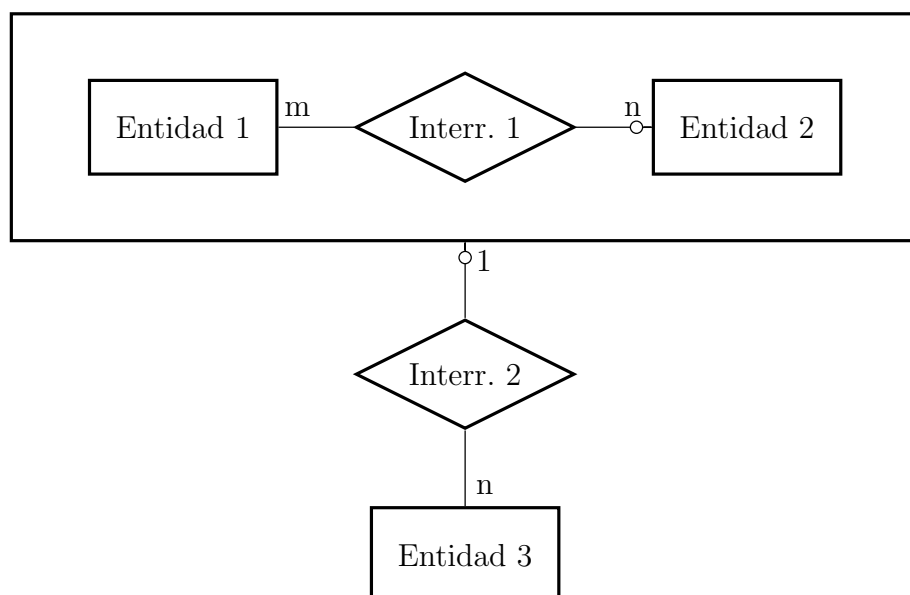 Entidad 1
m
Interr. 1
n
Entidad 2
1
Interr. 2
n
Entidad 3